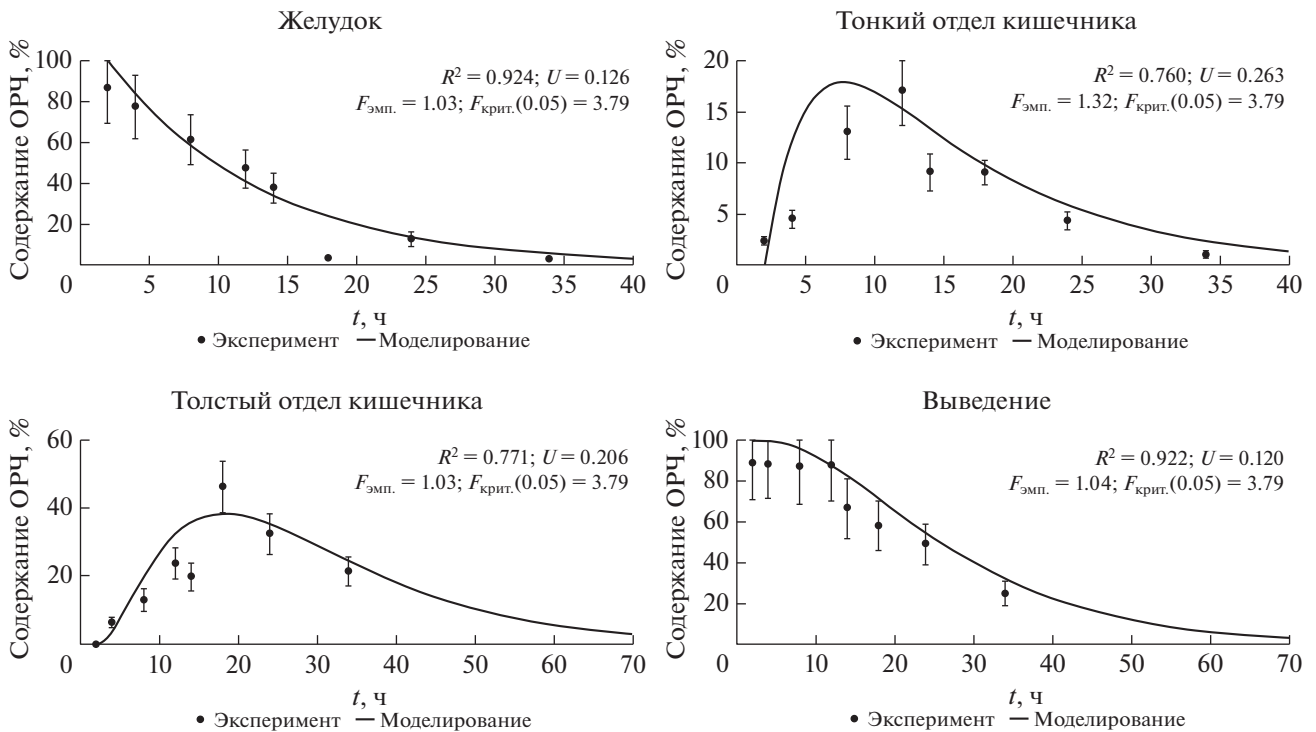 Желудок
Содержание ОРЧ, %
100
80
60
40
20
0
R² = 0.924; U = 0.126
Fэмп. = 1.03; Fкрит.(0.05) = 3.79
5 10 15 20 25 30 35 40
t, ч
Эксперимент Моделирование
Тонкий отдел кишечника
Содержание ОРЧ, %
20
15
10
5
0
R² = 0.760; U = 0.263
Fэмп. = 1.32; Fкрит.(0.05) = 3.79
5 10 15 20 25 30 35 40
t, ч
Эксперимент Моделирование
Толстый отдел кишечника
Содержание ОРЧ, %
60
40
20
0
R² = 0.771; U = 0.206
Fэмп. = 1.03; Fкрит.(0.05) = 3.79
10 20 30 40 50 60 70
t, ч
Эксперимент Моделирование
Выведение
Содержание ОРЧ, %
100
80
60
40
20
0
R² = 0.922; U = 0.120
Fэмп. = 1.04; Fкрит.(0.05) = 3.79
10 20 30 40 50 60 70
t, ч
Эксперимент Моделирование